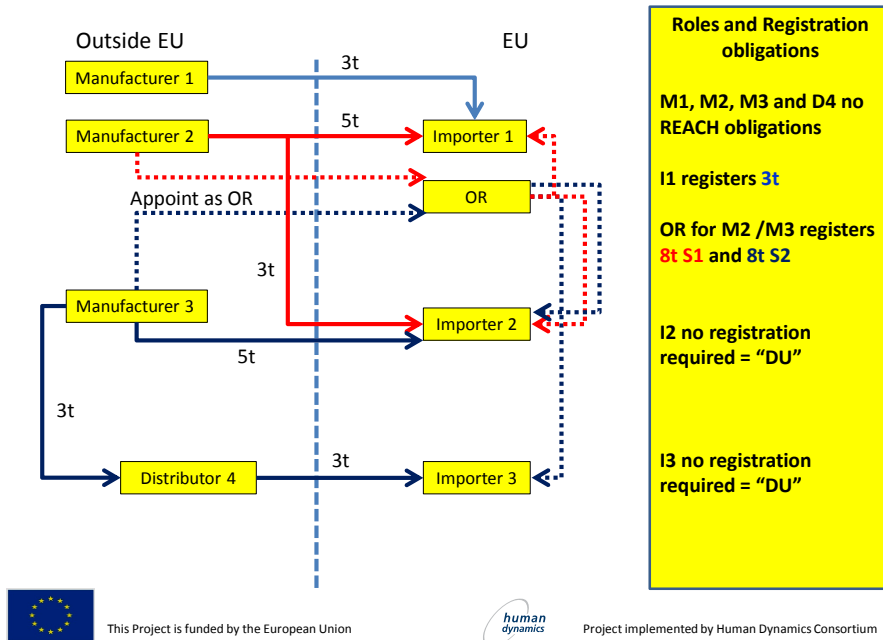 Outside EU
EU
Manufacturer 1
3t
Manufacturer 2
5t
Importer 1
Appoint as OR
OR
3t
Manufacturer 3
Importer 2
5t
3t
Distributor 4
3t
Importer 3
Roles and Registration
obligations
M1, M2, M3 and D4 no
REACH obligations
I1 registers 3t
OR for M2 /M3 registers
8t S1 and 8t S2
I2 no registration
required = “DU”
I3 no registration
required = “DU”
This Project is funded by the European Union
human
dynamics
Project implemented by Human Dynamics Consortium